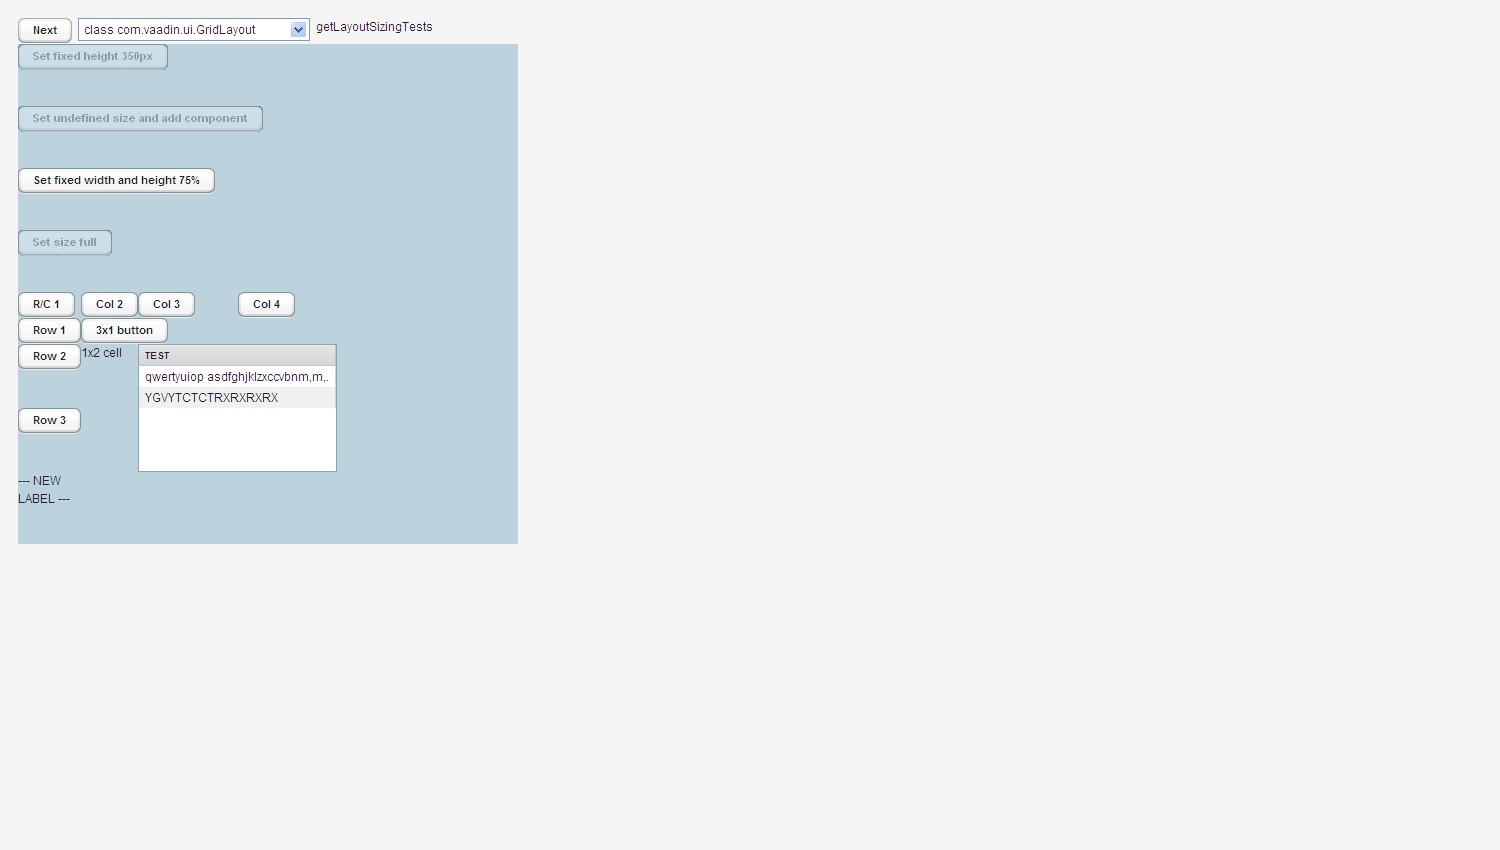 Next class com.vaadin.ui.GridLayout getLayoutSizingTests
Set fixed height 350px
Set undefined size and add component
Set fixed width and height 75%
Set size full
R/C 1 Col 2 Col 3 Col 4
Row 1 3x1 button
Row 2 1x2 cell TEST
qwertyuiop asdfghjklzxccvbnm,m,.
YGVYTCTCTRXRXRXRX
Row 3
--- NEW
LABEL ---